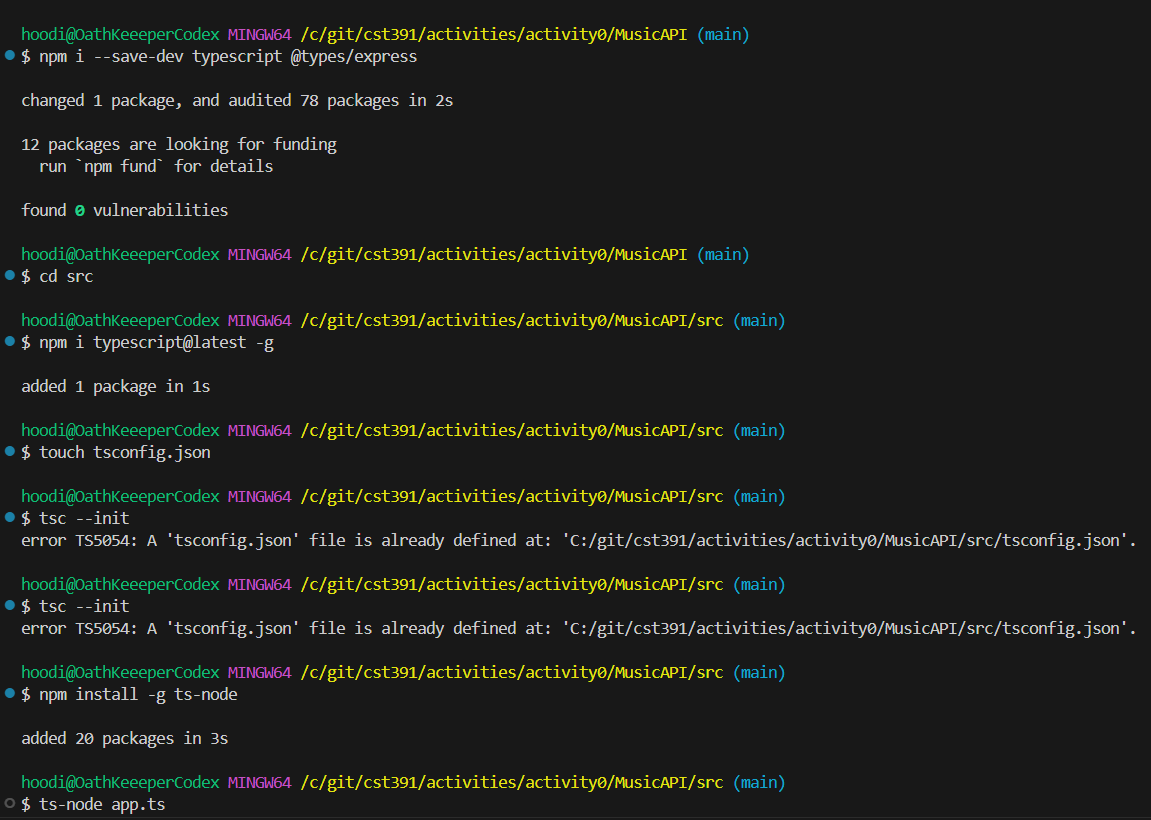 hoodi@OathKeeeperCodex MINGW64 /c/git/cst391/activities/activity0/MusicAPI (main)
$ npm i --save-dev typescript @types/express
changed 1 package, and audited 78 packages in 2s
12 packages are looking for funding
run `npm fund` for details
found 0 vulnerabilities
hoodi@OathKeeeperCodex MINGW64 /c/git/cst391/activities/activity0/MusicAPI (main)
$ cd src
hoodi@OathKeeeperCodex MINGW64 /c/git/cst391/activities/activity0/MusicAPI/src (main)
$ npm i typescript@latest -g
added 1 package in 1s
hoodi@OathKeeeperCodex MINGW64 /c/git/cst391/activities/activity0/MusicAPI/src (main)
$ touch tsconfig.json
hoodi@OathKeeeperCodex MINGW64 /c/git/cst391/activities/activity0/MusicAPI/src (main)
$ tsc --init
error TS5054: A 'tsconfig.json' file is already defined at: 'C:/git/cst391/activities/activity0/MusicAPI/src/tsconfig.json'.
hoodi@OathKeeeperCodex MINGW64 /c/git/cst391/activities/activity0/MusicAPI/src (main)
$ tsc --init
error TS5054: A 'tsconfig.json' file is already defined at: 'C:/git/cst391/activities/activity0/MusicAPI/src/tsconfig.json'.
hoodi@OathKeeeperCodex MINGW64 /c/git/cst391/activities/activity0/MusicAPI/src (main)
$ npm install -g ts-node
added 20 packages in 3s
hoodi@OathKeeeperCodex MINGW64 /c/git/cst391/activities/activity0/MusicAPI/src (main)
$ ts-node app.ts